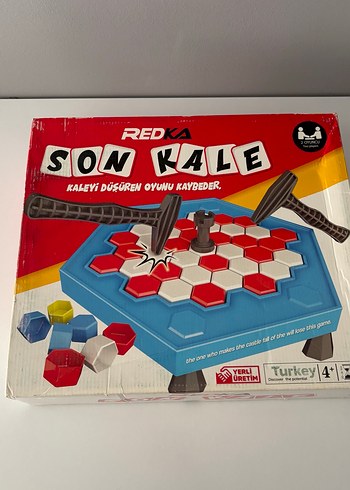 REDKA
SON KALE
KALEYİ DÜŞÜREN OYUNU KAYBEDER.
2 OYUNCU
the one who makes the castle fall of the will lose this game.
YERLİ
ÜRETİM
Turkey
Discover the potential
4+